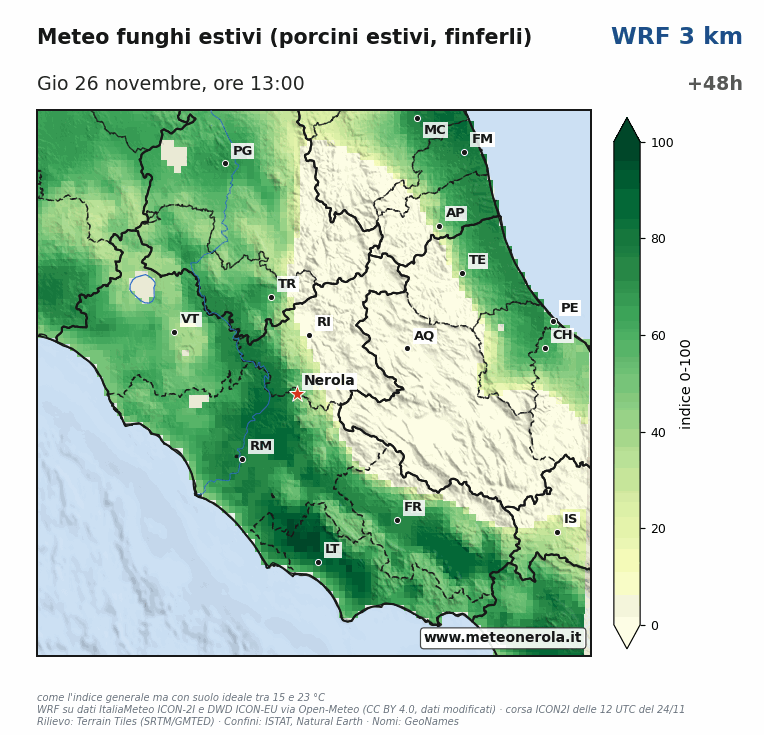 Meteo funghi estivi (porcini estivi, finferli)
WRF 3 km
Gio 26 novembre, ore 13:00
+48h
MC
FM
PG
AP
TE
TR
PE
VT
RI
AQ
CH
Nerola
RM
FR
IS
LT
www.meteonerola.it
100
80
60
40
20
0
indice 0-100
come l'indice generale ma con suolo ideale tra 15 e 23 °C
WRF su dati ItaliaMeteo ICON-2I e DWD ICON-EU via Open-Meteo (CC BY 4.0, dati modificati) · corsa ICON2I delle 12 UTC del 24/11
Rilievo: Terrain Tiles (SRTM/GMTED) · Confini: ISTAT, Natural Earth · Nomi: GeoNames